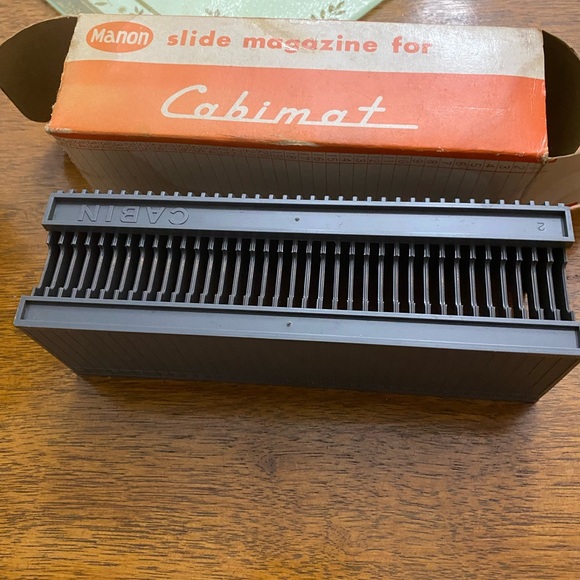 Manon slide magazine for
Cabimat
CABIN
2